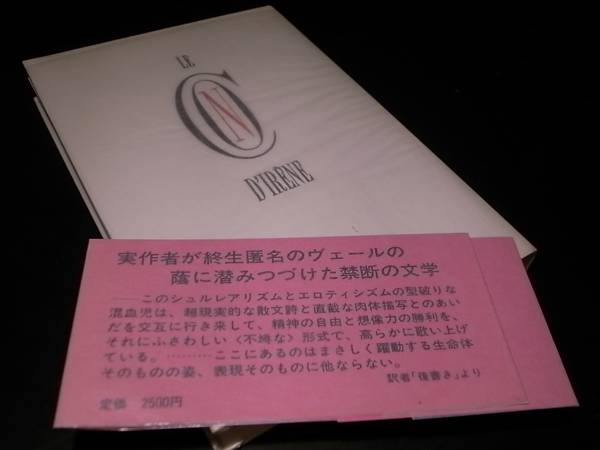 LE
CON
D'IRÈNE
実作者が終生匿名のヴェールの
蔭に潜みつづけた禁断の文学
――このシュルレアリズムとエロティシズムの型破りな
混血児は、超現実的な散文詩と直截な肉体描写とのあい
だを交互に行き来して、精神の自由と想像力の勝利を、
それにふさわしい〈不埒な〉形式で、高らかに歌い上げ
ている。………ここにあるのはまさしく躍動する生命体
そのものの姿、表現そのものに他ならない。
訳者「後書き」より
定価 2500円